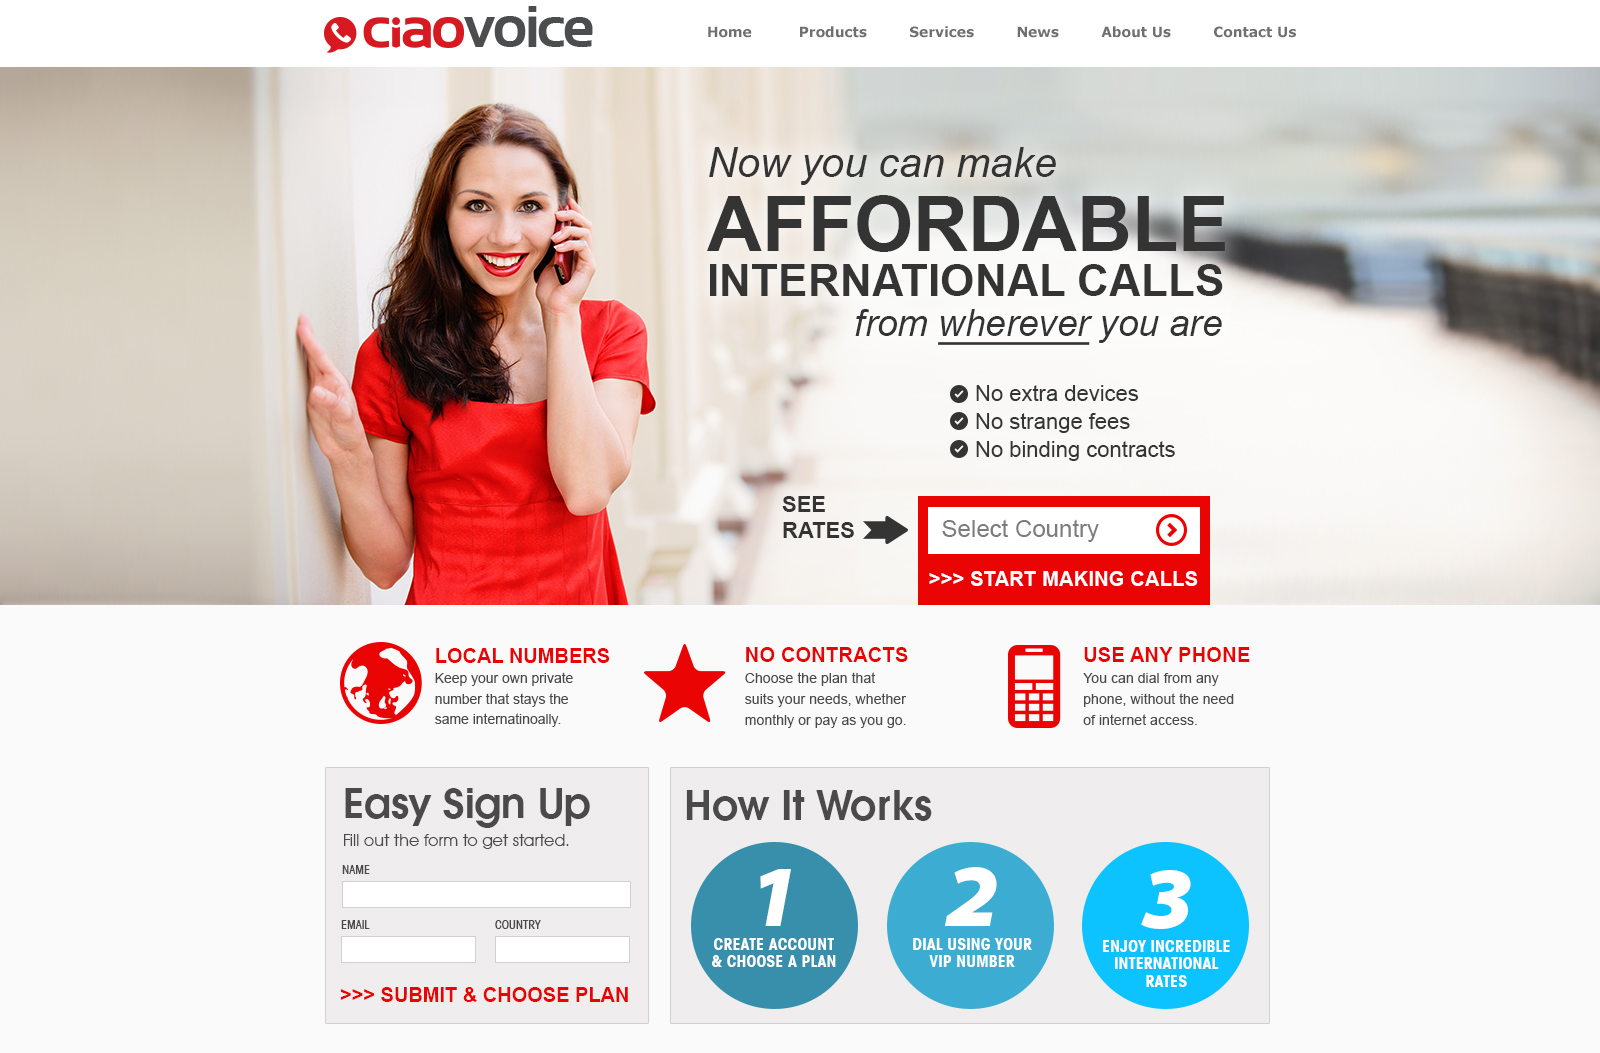 ciaovoice
Home Products Services News About Us Contact Us
Now you can make
AFFORDABLE
INTERNATIONAL CALLS
from wherever you are
No extra devices
No strange fees
No binding contracts
SEE
RATES
Select Country
>>> START MAKING CALLS
LOCAL NUMBERS
Keep your own private
number that stays the
same internatinoally.
NO CONTRACTS
Choose the plan that
suits your needs, whether
monthly or pay as you go.
USE ANY PHONE
You can dial from any
phone, without the need
of internet access.
Easy Sign Up
Fill out the form to get started.
NAME
EMAIL COUNTRY
>>> SUBMIT & CHOOSE PLAN
How It Works
1
CREATE ACCOUNT
& CHOOSE A PLAN
2
DIAL USING YOUR
VIP NUMBER
3
ENJOY INCREDIBLE
INTERNATIONAL
RATES